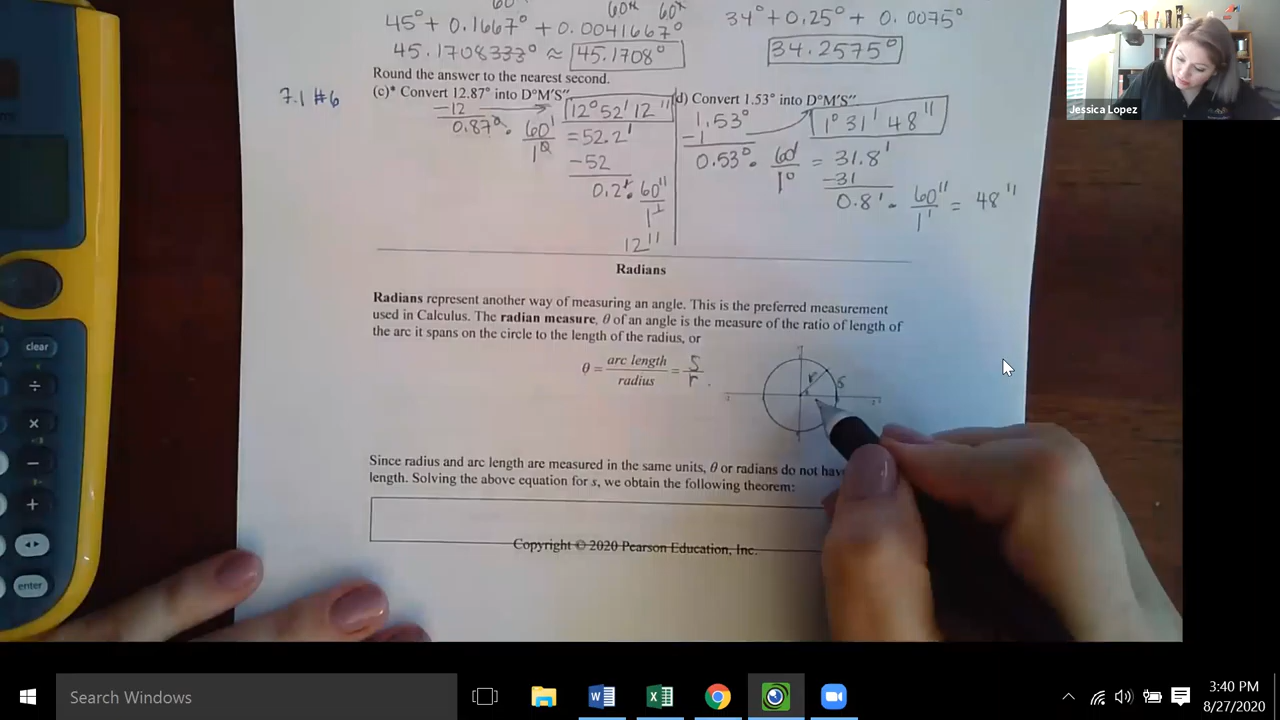 60th 60th
45° + 0.1667° + 0.0041667°
45.1708333° ≈ 45.1708°
34° + 0.25° + 0.0075°
34.2575°
Jessica Lopez
Round the answer to the nearest second.
7.1 #6
(c)* Convert 12.87° into D°M'S".
12° 52' 12"
-12
0.87° · 60'/1° = 52.2'
-52
0.2' · 60"/1'
12"
(d) Convert 1.53° into D°M'S".
1.53°
1° 31' 48"
-1
0.53° · 60'/1° = 31.8'
-31
0.8' · 60"/1' = 48"
Radians
Radians represent another way of measuring an angle. This is the preferred measurement
used in Calculus. The radian measure, θ of an angle is the measure of the ratio of length of
the arc it spans on the circle to the length of the radius, or
θ = arc length/radius = S/r.
r s
Since radius and arc length are measured in the same units, θ or radians do not have
length. Solving the above equation for s, we obtain the following theorem:
Copyright © 2020 Pearson Education, Inc.
clear
enter
Search Windows
3:40 PM
8/27/2020